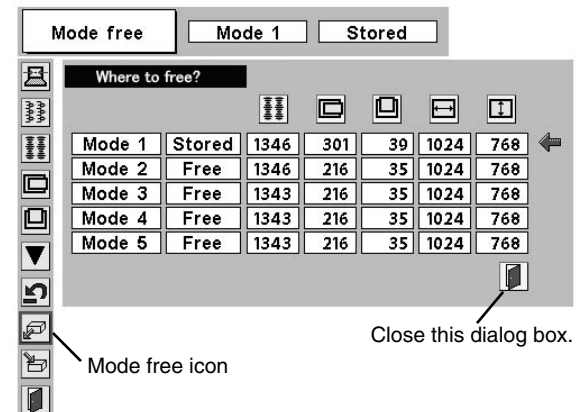 Mode free Mode 1 Stored
Where to free?
Mode 1 Stored 1346 301 39 1024 768
Mode 2 Free 1346 216 35 1024 768
Mode 3 Free 1343 216 35 1024 768
Mode 4 Free 1343 216 35 1024 768
Mode 5 Free 1343 216 35 1024 768
Close this dialog box.
Mode free icon